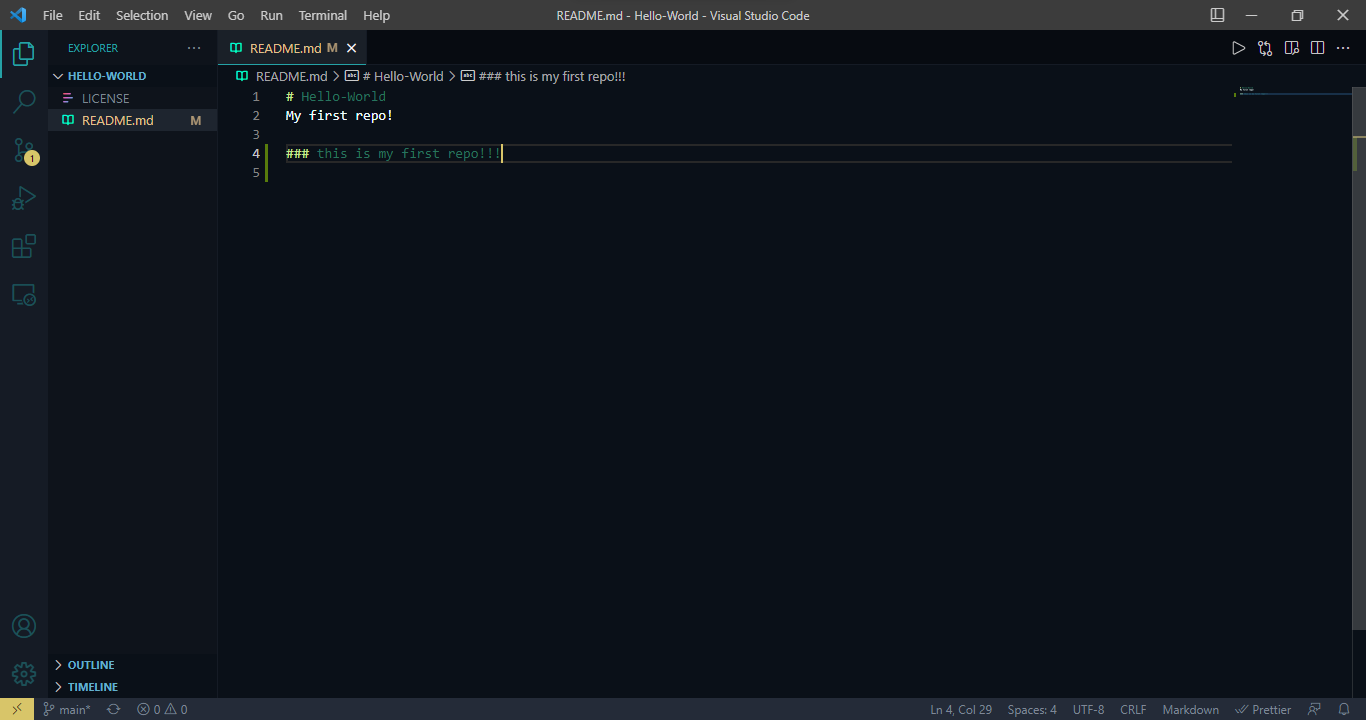 File Edit Selection View Go Run Terminal Help
README.md - Hello-World - Visual Studio Code
EXPLORER
HELLO-WORLD
LICENSE
README.md M
README.md M
README.md > # Hello-World > ### this is my first repo!!!
1 # Hello-World
2 My first repo!
3
4 ### this is my first repo!!!
5
1
OUTLINE
TIMELINE
main* 0 0 Ln 4, Col 29 Spaces: 4 UTF-8 CRLF Markdown Prettier